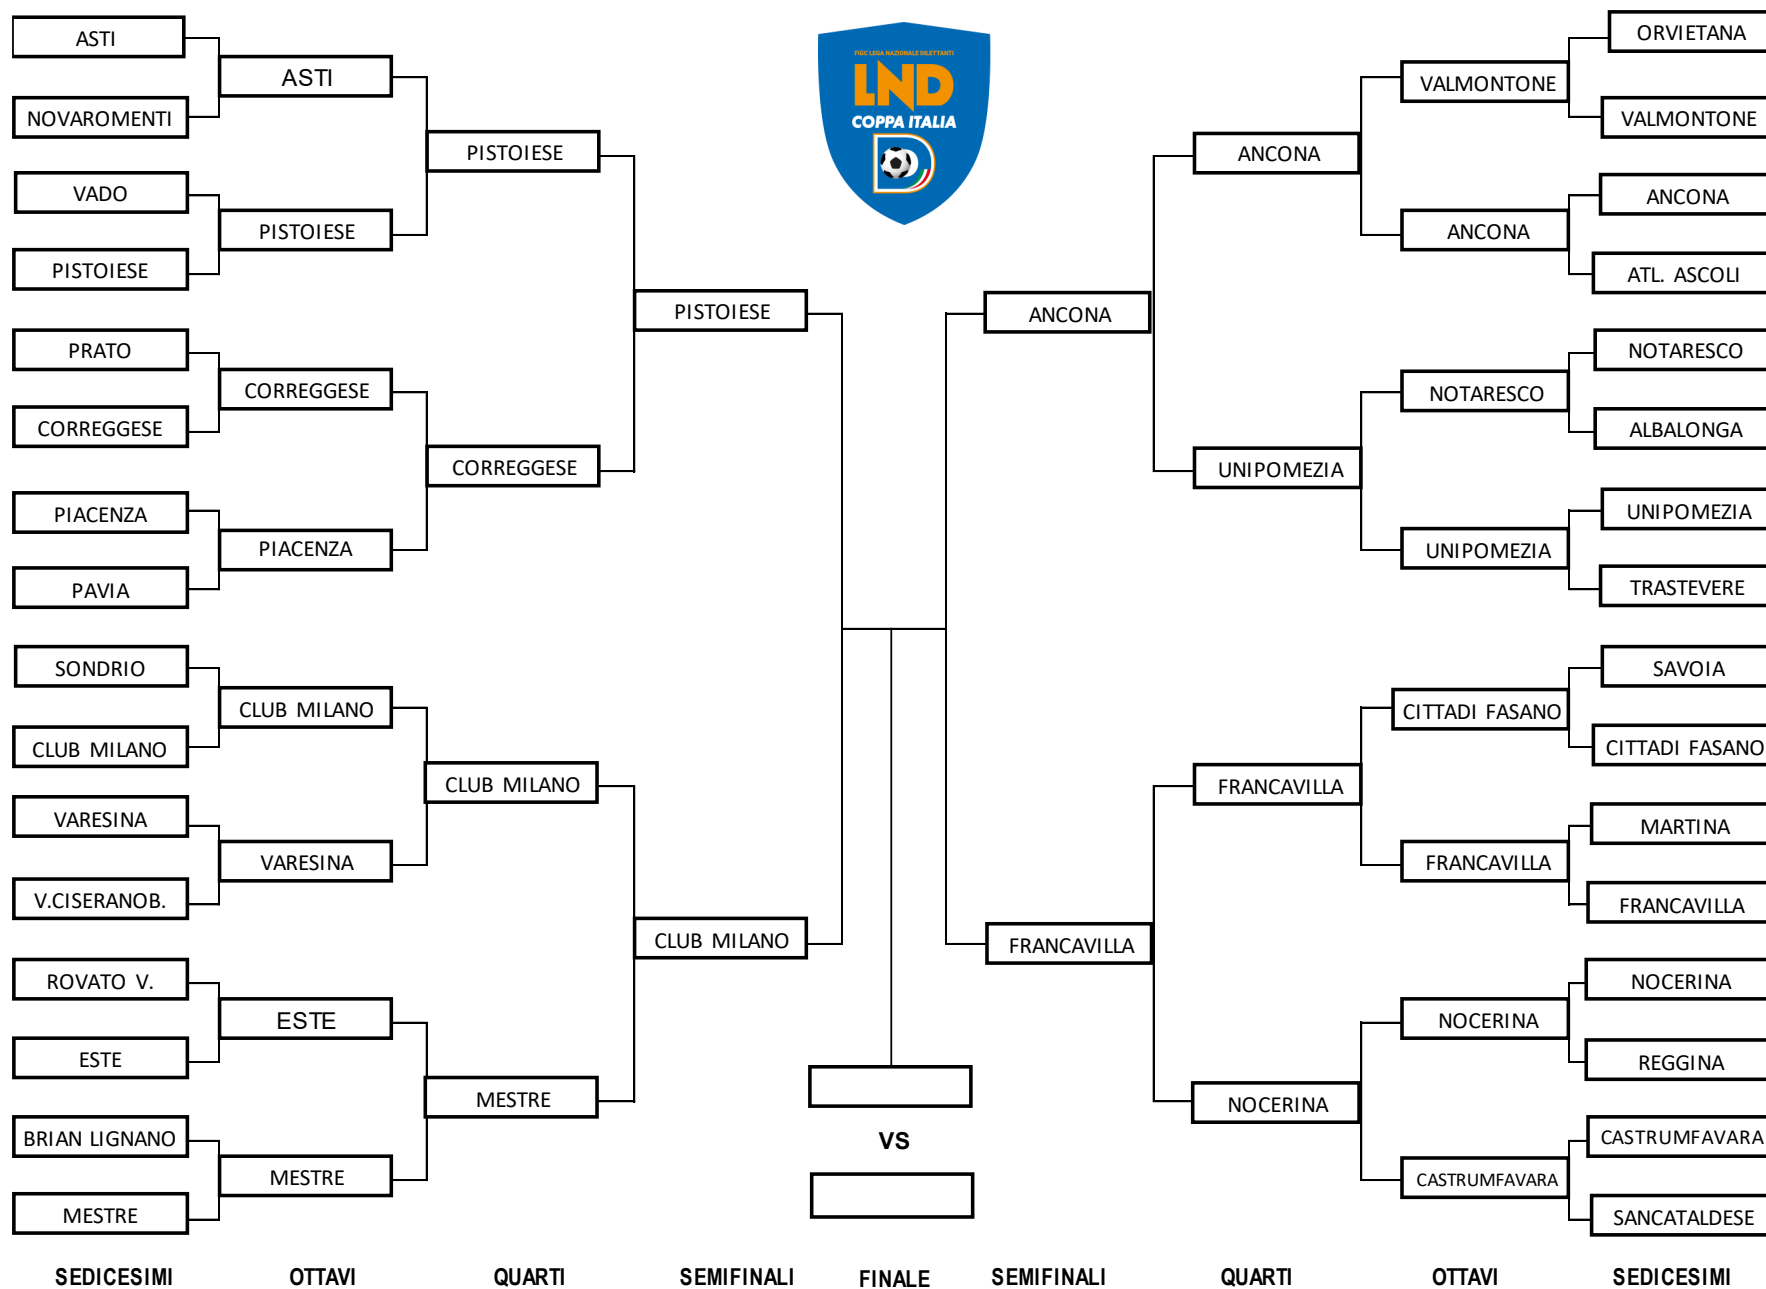 ASTI
NOVAROMENTI
VADO
PISTOIESE
PRATO
CORREGGESE
PIACENZA
PAVIA
SONDRIO
CLUB MILANO
VARESINA
V.CISERANOB.
ROVATO V.
ESTE
BRIAN LIGNANO
MESTRE
ASTI
PISTOIESE
CORREGGESE
PIACENZA
CLUB MILANO
VARESINA
ESTE
MESTRE
PISTOIESE
CORREGGESE
CLUB MILANO
MESTRE
PISTOIESE
CLUB MILANO
FIGC LEGA NAZIONALE DILETTANTI
LND
COPPA ITALIA
D
VS
ANCONA
FRANCAVILLA
ANCONA
UNIPOMEZIA
FRANCAVILLA
NOCERINA
VALMONTONE
ANCONA
NOTARESCO
UNIPOMEZIA
CITTADI FASANO
FRANCAVILLA
NOCERINA
CASTRUMFAVARA
ORVIETANA
VALMONTONE
ANCONA
ATL. ASCOLI
NOTARESCO
ALBALONGA
UNIPOMEZIA
TRASTEVERE
SAVOIA
CITTADI FASANO
MARTINA
FRANCAVILLA
NOCERINA
REGGINA
CASTRUMFAVARA
SANCATALDESE
SEDICESIMI OTTAVI QUARTI SEMIFINALI FINALE SEMIFINALI QUARTI OTTAVI SEDICESIMI